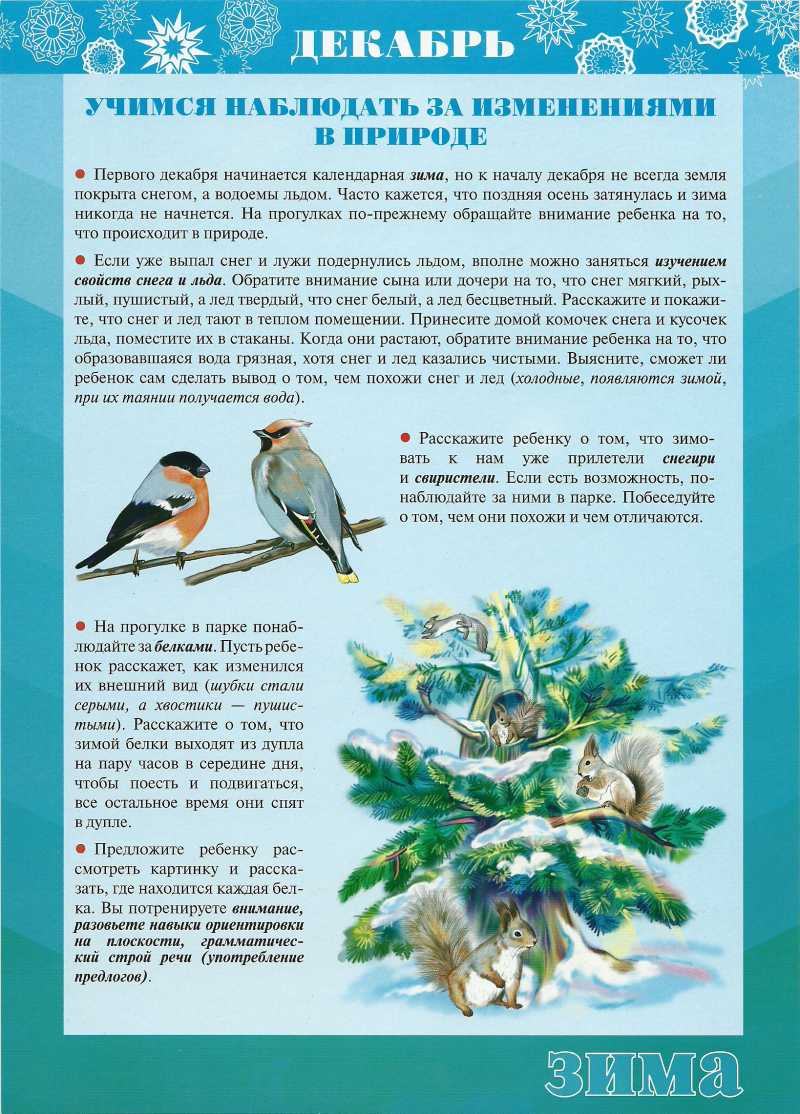 ДЕКАБРЬ
УЧИМСЯ НАБЛЮДАТЬ ЗА ИЗМЕНЕНИЯМИ
В ПРИРОДЕ
● Первого декабря начинается календарная зима, но к началу декабря не всегда земля
покрыта снегом, а водоемы льдом. Часто кажется, что поздняя осень затянулась и зима
никогда не начнется. На прогулках по-прежнему обращайте внимание ребенка на то,
что происходит в природе.
● Если уже выпал снег и лужи подернулись льдом, вполне можно заняться изучением
свойств снега и льда. Обратите внимание сына или дочери на то, что снег мягкий, рых-
лый, пушистый, а лед твердый, что снег белый, а лед бесцветный. Расскажите и покажи-
те, что снег и лед тают в теплом помещении. Принесите домой комочек снега и кусочек
льда, поместите их в стаканы. Когда они растают, обратите внимание ребенка на то, что
образовавшаяся вода грязная, хотя снег и лед казались чистыми. Выясните, сможет ли
ребенок сам сделать вывод о том, чем похожи снег и лед (холодные, появляются зимой,
при их таянии получается вода).
● Расскажите ребенку о том, что зимо-
вать к нам уже прилетели снегири
и свиристели. Если есть возможность, по-
наблюдайте за ними в парке. Побеседуйте
о том, чем они похожи и чем отличаются.
● На прогулке в парке понаб-
людайте за белками. Пусть ребе-
нок расскажет, как изменился
их внешний вид (шубки стали
серыми, а хвостики — пушис-
тыми). Расскажите о том, что
зимой белки выходят из дупла
на пару часов в середине дня,
чтобы поесть и подвигаться,
все остальное время они спят
в дупле.
● Предложите ребенку рас-
смотреть картинку и расска-
зать, где находится каждая бел-
ка. Вы потренируете внимание,
разовьете навыки ориентировки
на плоскости, грамматичес-
кий строй речи (употребление
предлогов).
зима